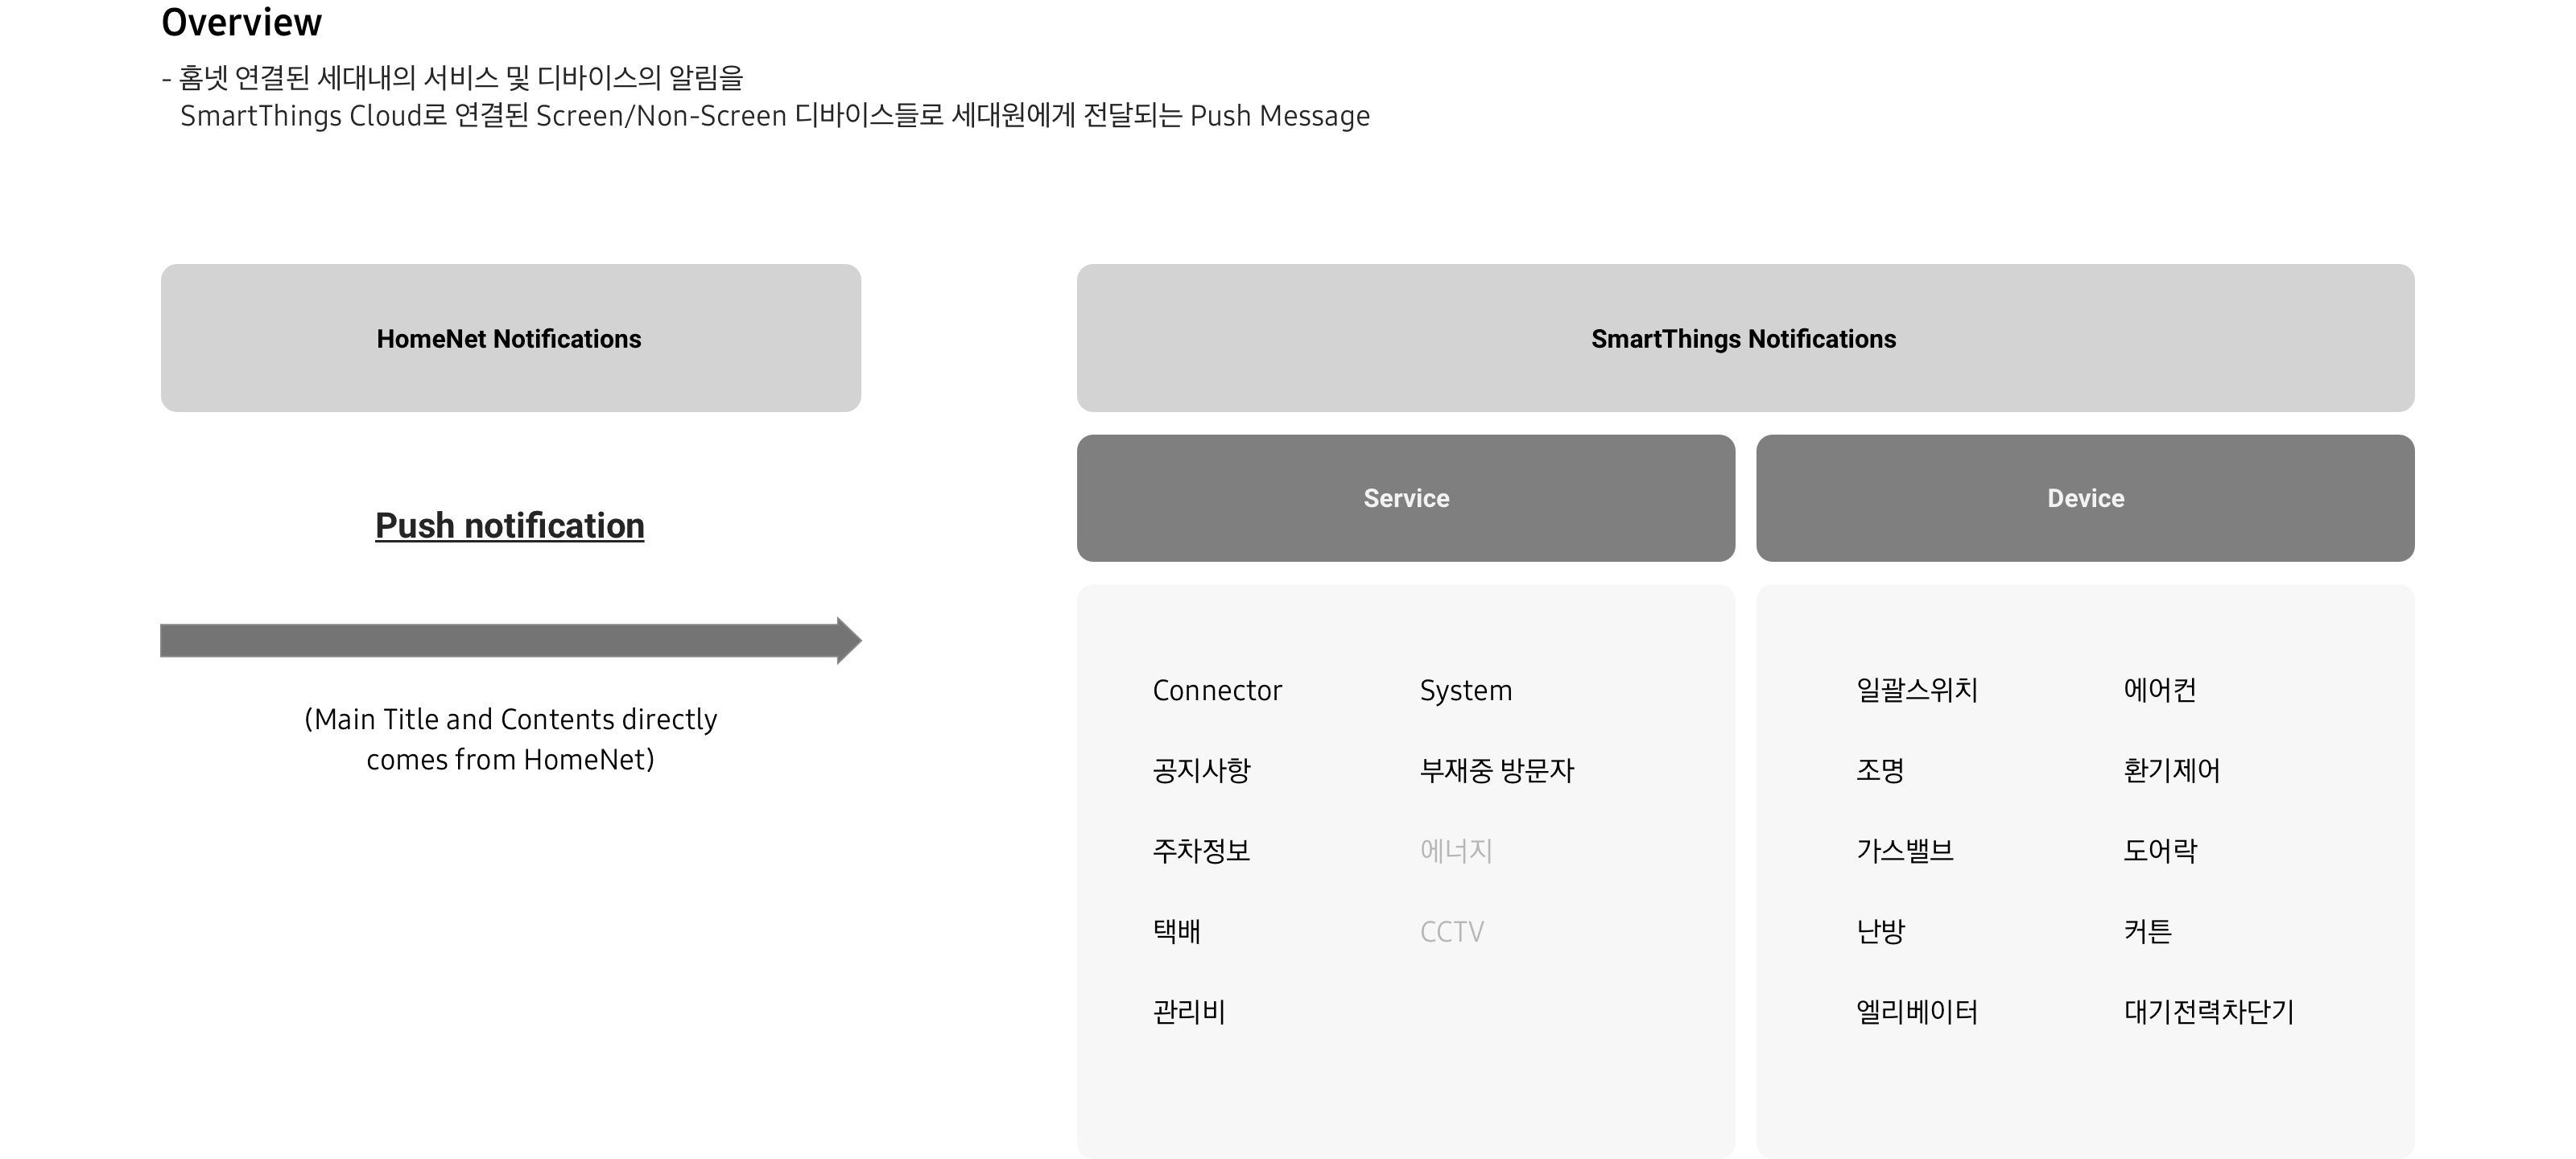 Overview
- 홈넷 연결된 세대내의 서비스 및 디바이스의 알림을
SmartThings Cloud로 연결된 Screen/Non-Screen 디바이스들로 세대원에게 전달되는 Push Message
HomeNet Notifications
Push notification
(Main Title and Contents directly
comes from HomeNet)
SmartThings Notifications
Service
Connector
System
공지사항
부재중 방문자
주차정보
에너지
택배
CCTV
관리비
Device
일괄스위치
에어컨
조명
환기제어
가스밸브
도어락
난방
커튼
엘리베이터
대기전력차단기